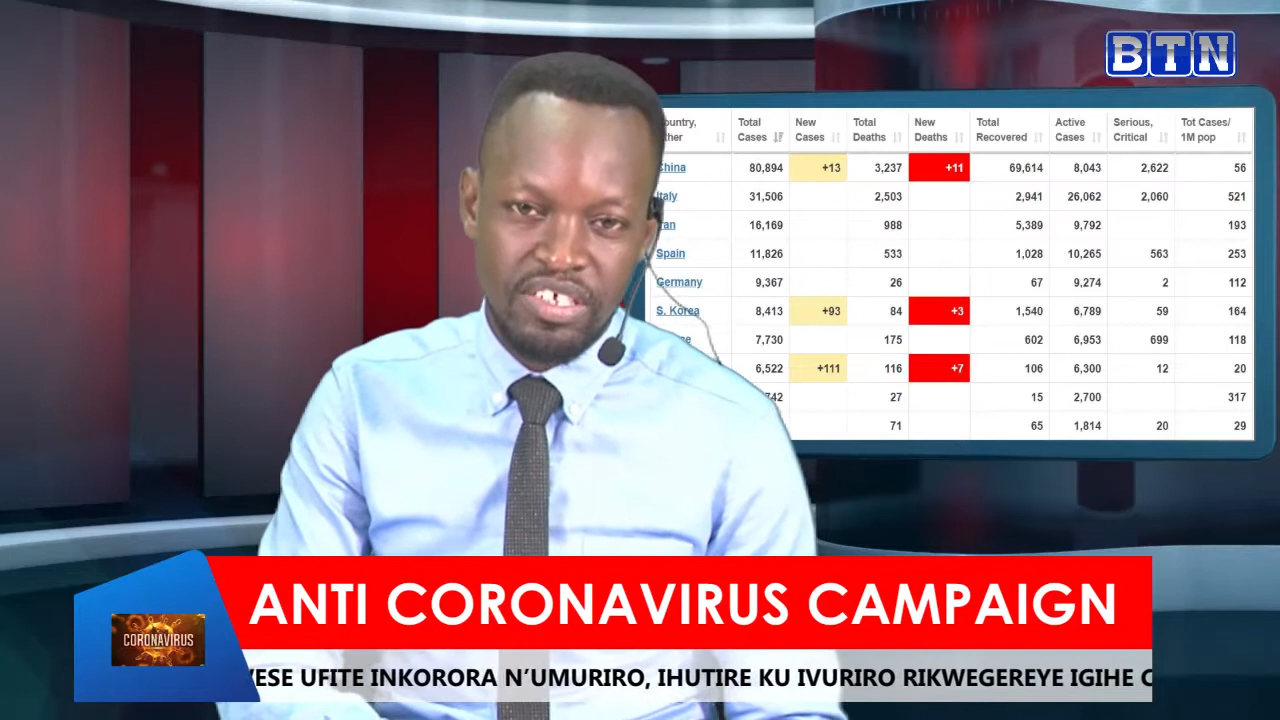 BTN
Total New Total New Total Active Serious, Tot Cases/
Cases Cases Deaths Deaths Recovered Cases Critical 1M pop
China 80,894 +13 3,237 +11 69,614 8,043 2,622 56
Italy 31,506 2,503 2,941 26,062 2,060 521
16,169 988 5,389 9,792 193
Spain 11,826 533 1,028 10,265 563 253
Germany 9,367 26 67 9,274 2 112
S. Korea 8,413 +93 84 +3 1,540 6,789 59 164
7,730 175 602 6,953 699 118
6,522 +111 116 +7 106 6,300 12 20
27 15 2,700 317
71 65 1,814 20 29
ANTI CORONAVIRUS CAMPAIGN
CORONAVIRUS
UFITE INKORORA N'UMURIRO, IHUTIRE KU IVURIRO RIKWEGEREYE IGIHE